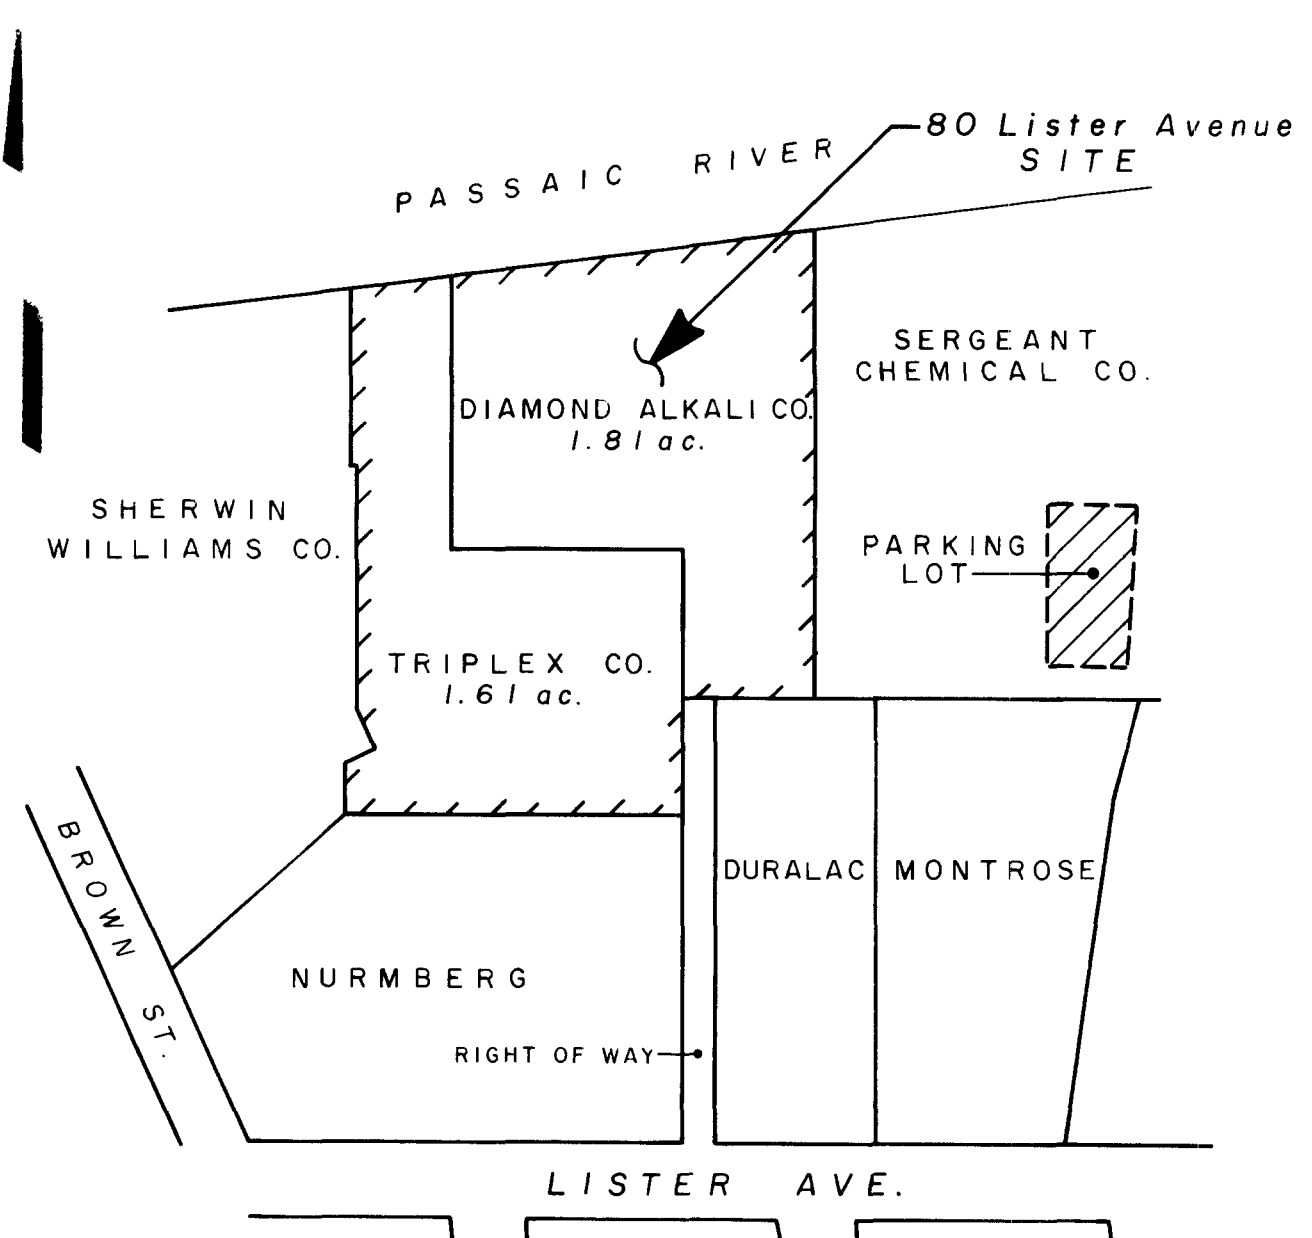 80 Lister Avenue
SITE
PASSAIC RIVER
SERGEANT
CHEMICAL CO.
DIAMOND ALKALI CO.
1.81 ac.
SHERWIN
WILLIAMS CO.
PARKING
LOT
TRIPLEX CO.
1.61 ac.
BROWN ST.
DURALAC
MONTROSE
NURMBERG
RIGHT OF WAY
LISTER AVE.